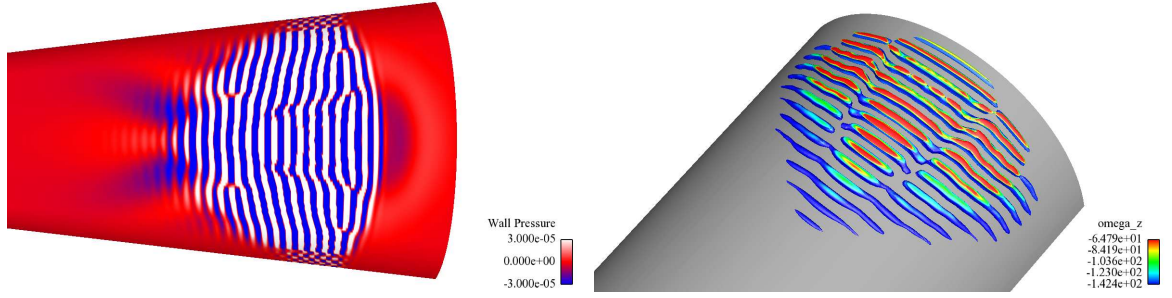 Wall Pressure
3.000e-05
0.000e+00
-3.000e-05
omega_z
-6.479e+01
-8.419e+01
-1.036e+02
-1.230e+02
-1.424e+02